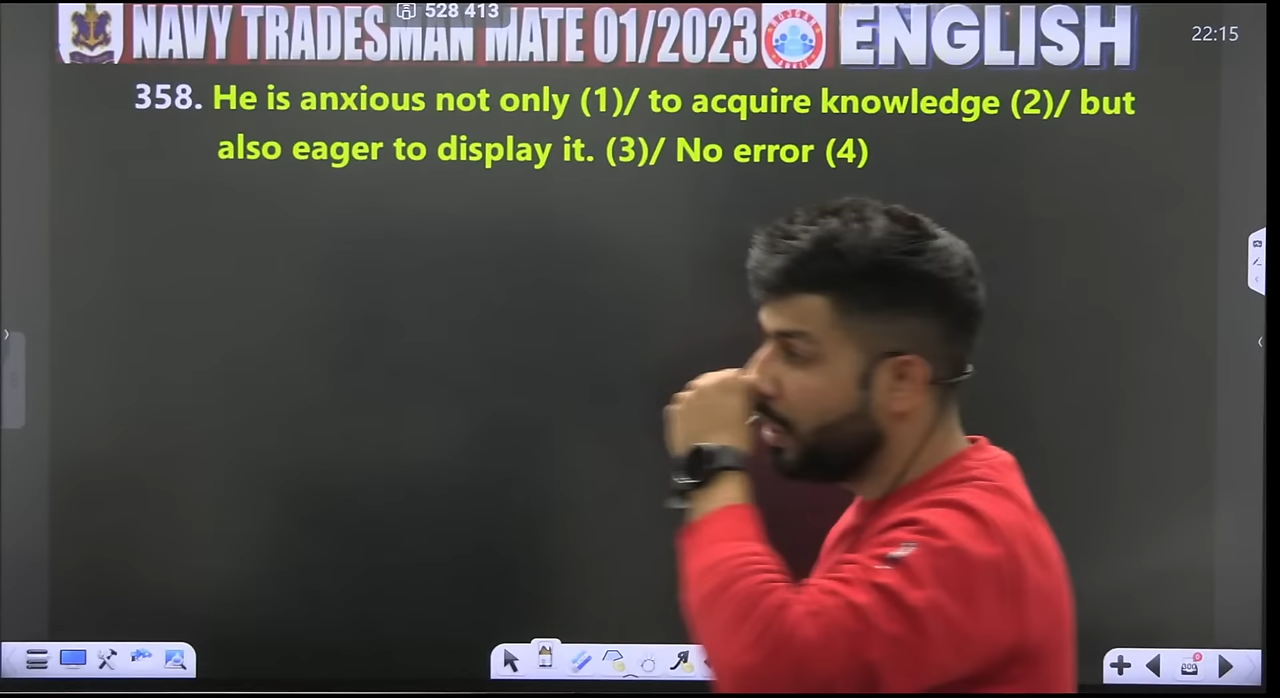 528 413
NAVY TRADESMAN MATE 01/2023 ENGLISH
22:15
358. He is anxious not only (1)/ to acquire knowledge (2)/ but
also eager to display it. (3)/ No error (4)
300